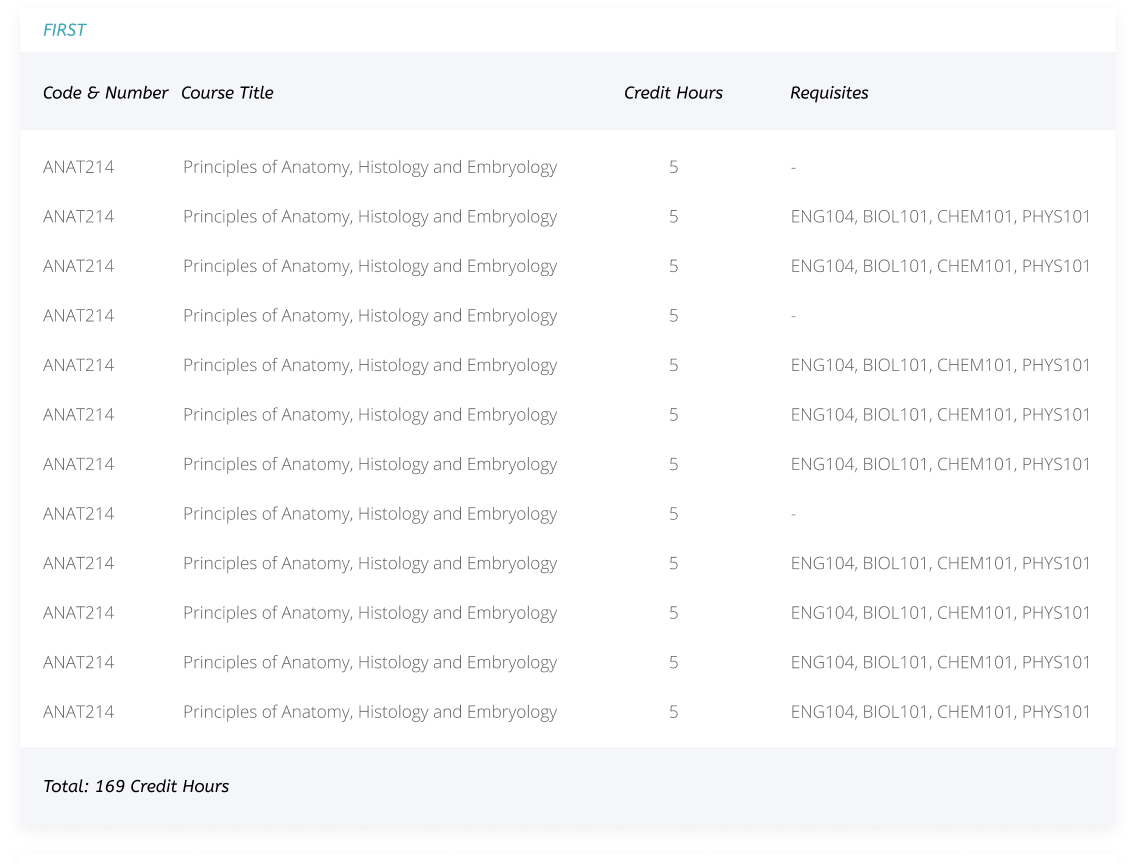 FIRST
Code & Number Course Title Credit Hours Requisites
ANAT214 Principles of Anatomy, Histology and Embryology 5 -
ANAT214 Principles of Anatomy, Histology and Embryology 5 ENG104, BIOL101, CHEM101, PHYS101
ANAT214 Principles of Anatomy, Histology and Embryology 5 ENG104, BIOL101, CHEM101, PHYS101
ANAT214 Principles of Anatomy, Histology and Embryology 5 -
ANAT214 Principles of Anatomy, Histology and Embryology 5 ENG104, BIOL101, CHEM101, PHYS101
ANAT214 Principles of Anatomy, Histology and Embryology 5 ENG104, BIOL101, CHEM101, PHYS101
ANAT214 Principles of Anatomy, Histology and Embryology 5 ENG104, BIOL101, CHEM101, PHYS101
ANAT214 Principles of Anatomy, Histology and Embryology 5 -
ANAT214 Principles of Anatomy, Histology and Embryology 5 ENG104, BIOL101, CHEM101, PHYS101
ANAT214 Principles of Anatomy, Histology and Embryology 5 ENG104, BIOL101, CHEM101, PHYS101
ANAT214 Principles of Anatomy, Histology and Embryology 5 ENG104, BIOL101, CHEM101, PHYS101
ANAT214 Principles of Anatomy, Histology and Embryology 5 ENG104, BIOL101, CHEM101, PHYS101
Total: 169 Credit Hours